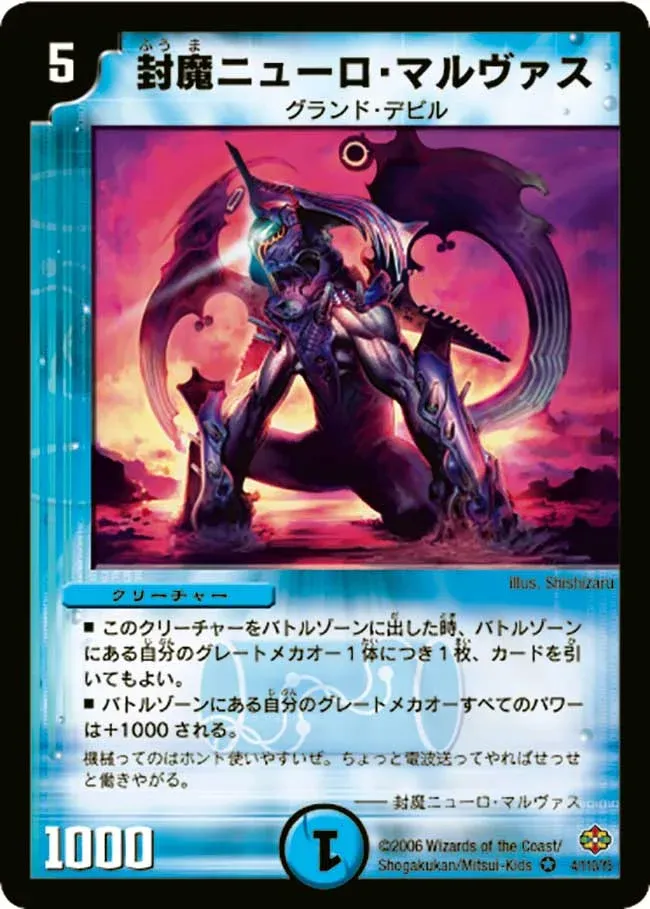 5
ふうま
封魔ニューロ・マルヴァス
グランド・デビル
illus. Shishizaru
クリーチャー
■ このクリーチャーをバトルゾーンに出した時、バトルゾーン
にある自分のグレートメカオー1体につき1枚、カードを引
いてもよい。
■ バトルゾーンにある自分のグレートメカオーすべてのパワー
は+1000される。
機械ってのはホント使いやすいぜ。ちょっと電波送ってやればせっせ
と働きやがる。
── 封魔ニューロ・マルヴァス
1000
©2006 Wizards of the Coast/
Shogakukan/Mitsui-Kids